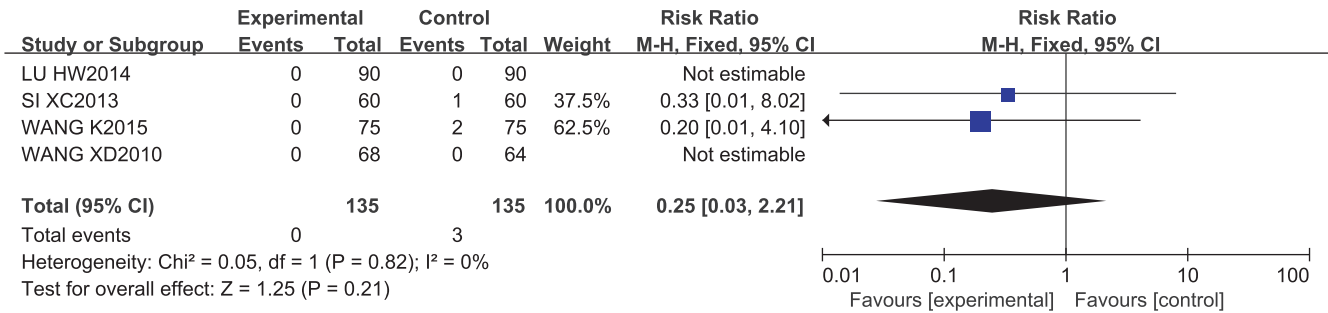 Experimental Control Risk Ratio Risk Ratio
Study or Subgroup Events Total Events Total Weight M-H, Fixed, 95% CI M-H, Fixed, 95% CI
LU HW2014 0 90 0 90 Not estimable
SI XC2013 0 60 1 60 37.5% 0.33 [0.01, 8.02]
WANG K2015 0 75 2 75 62.5% 0.20 [0.01, 4.10]
WANG XD2010 0 68 0 64 Not estimable
Total (95% CI) 135 135 100.0% 0.25 [0.03, 2.21]
Total events 0 3
Heterogeneity: Chi² = 0.05, df = 1 (P = 0.82); I² = 0%
Test for overall effect: Z = 1.25 (P = 0.21)
0.01 0.1 1 10 100
Favours [experimental] Favours [control]